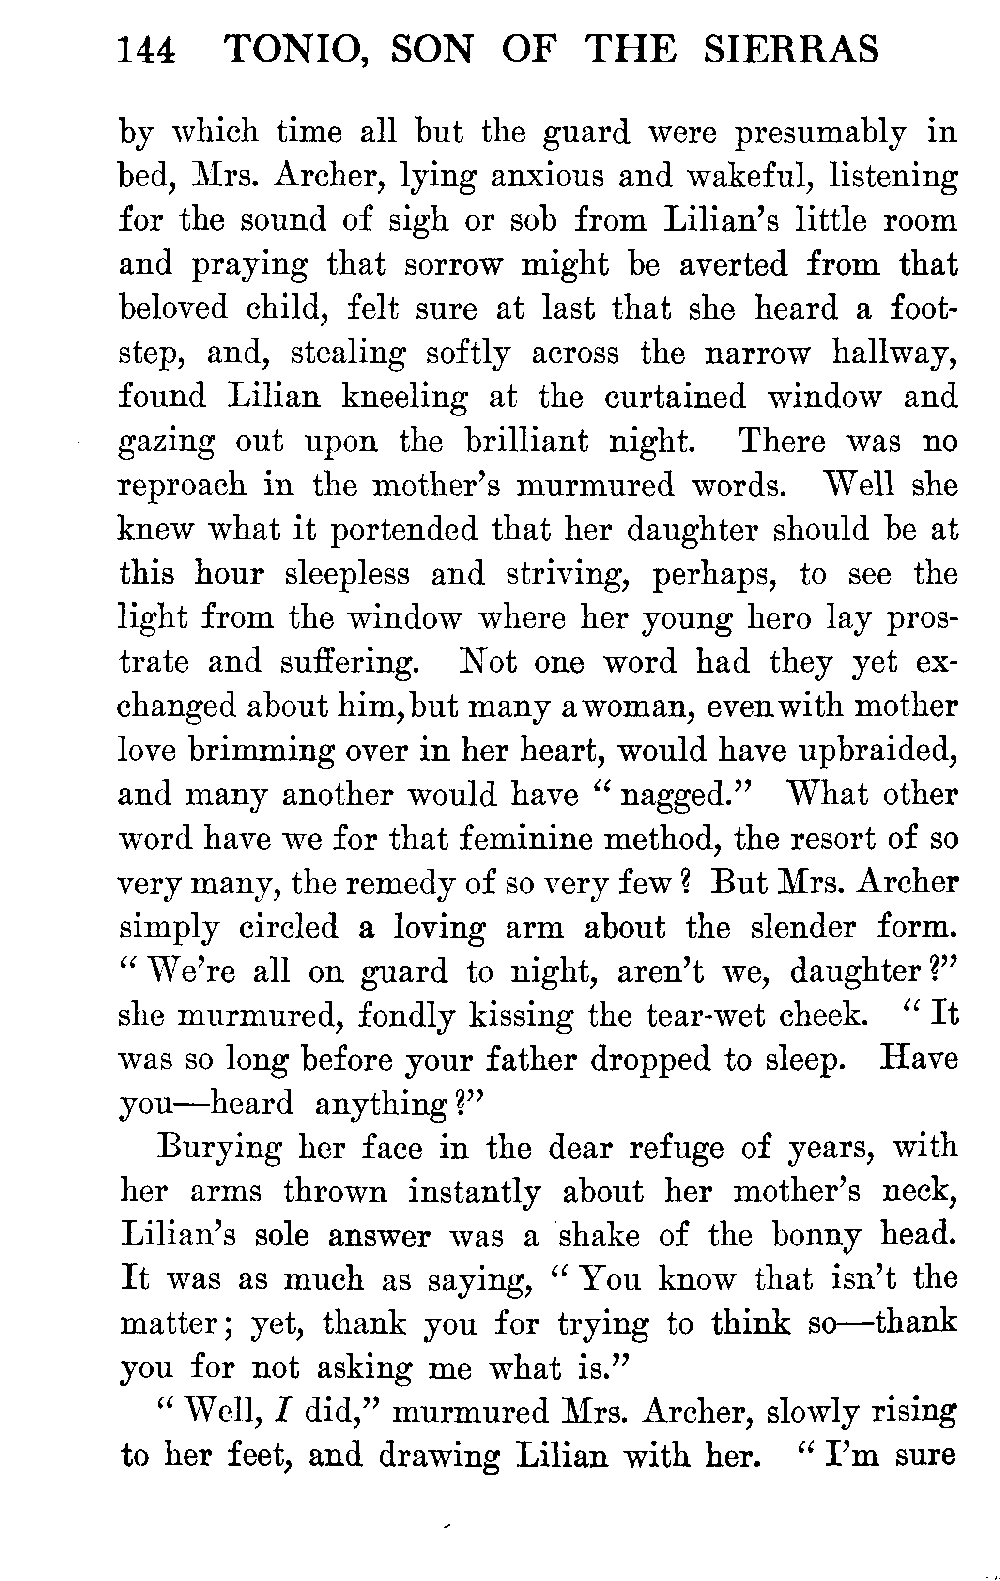 144 TONIO, SON OF THE SIERRAS
by which time all but the guard were presumably in
bed, Mrs. Archer, lying anxious and wakeful, listening
for the sound of sigh or sob from Lilian's little room
and praying that sorrow might be averted from that
beloved child, felt sure at last that she heard a foot-
step, and, stealing softly across the narrow hallway,
found Lilian kneeling at the curtained window and
gazing out upon the brilliant night. There was no
reproach in the mother's murmured words. Well she
knew what it portended that her daughter should be at
this hour sleepless and striving, perhaps, to see the
light from the window where her young hero lay pros-
trate and suffering. Not one word had they yet ex-
changed about him, but many a woman, even with mother
love brimming over in her heart, would have upbraided,
and many another would have “ nagged.” What other
word have we for that feminine method, the resort of so
very many, the remedy of so very few? But Mrs. Archer
simply circled a loving arm about the slender form.
“ We're all on guard to night, aren't we, daughter?”
she murmured, fondly kissing the tear-wet cheek. “ It
was so long before your father dropped to sleep. Have
you—heard anything?”
Burying her face in the dear refuge of years, with
her arms thrown instantly about her mother's neck,
Lilian's sole answer was a shake of the bonny head.
It was as much as saying, “ You know that isn't the
matter; yet, thank you for trying to think so—thank
you for not asking me what is.”
“ Well, I did,” murmured Mrs. Archer, slowly rising
to her feet, and drawing Lilian with her. “ I'm sure